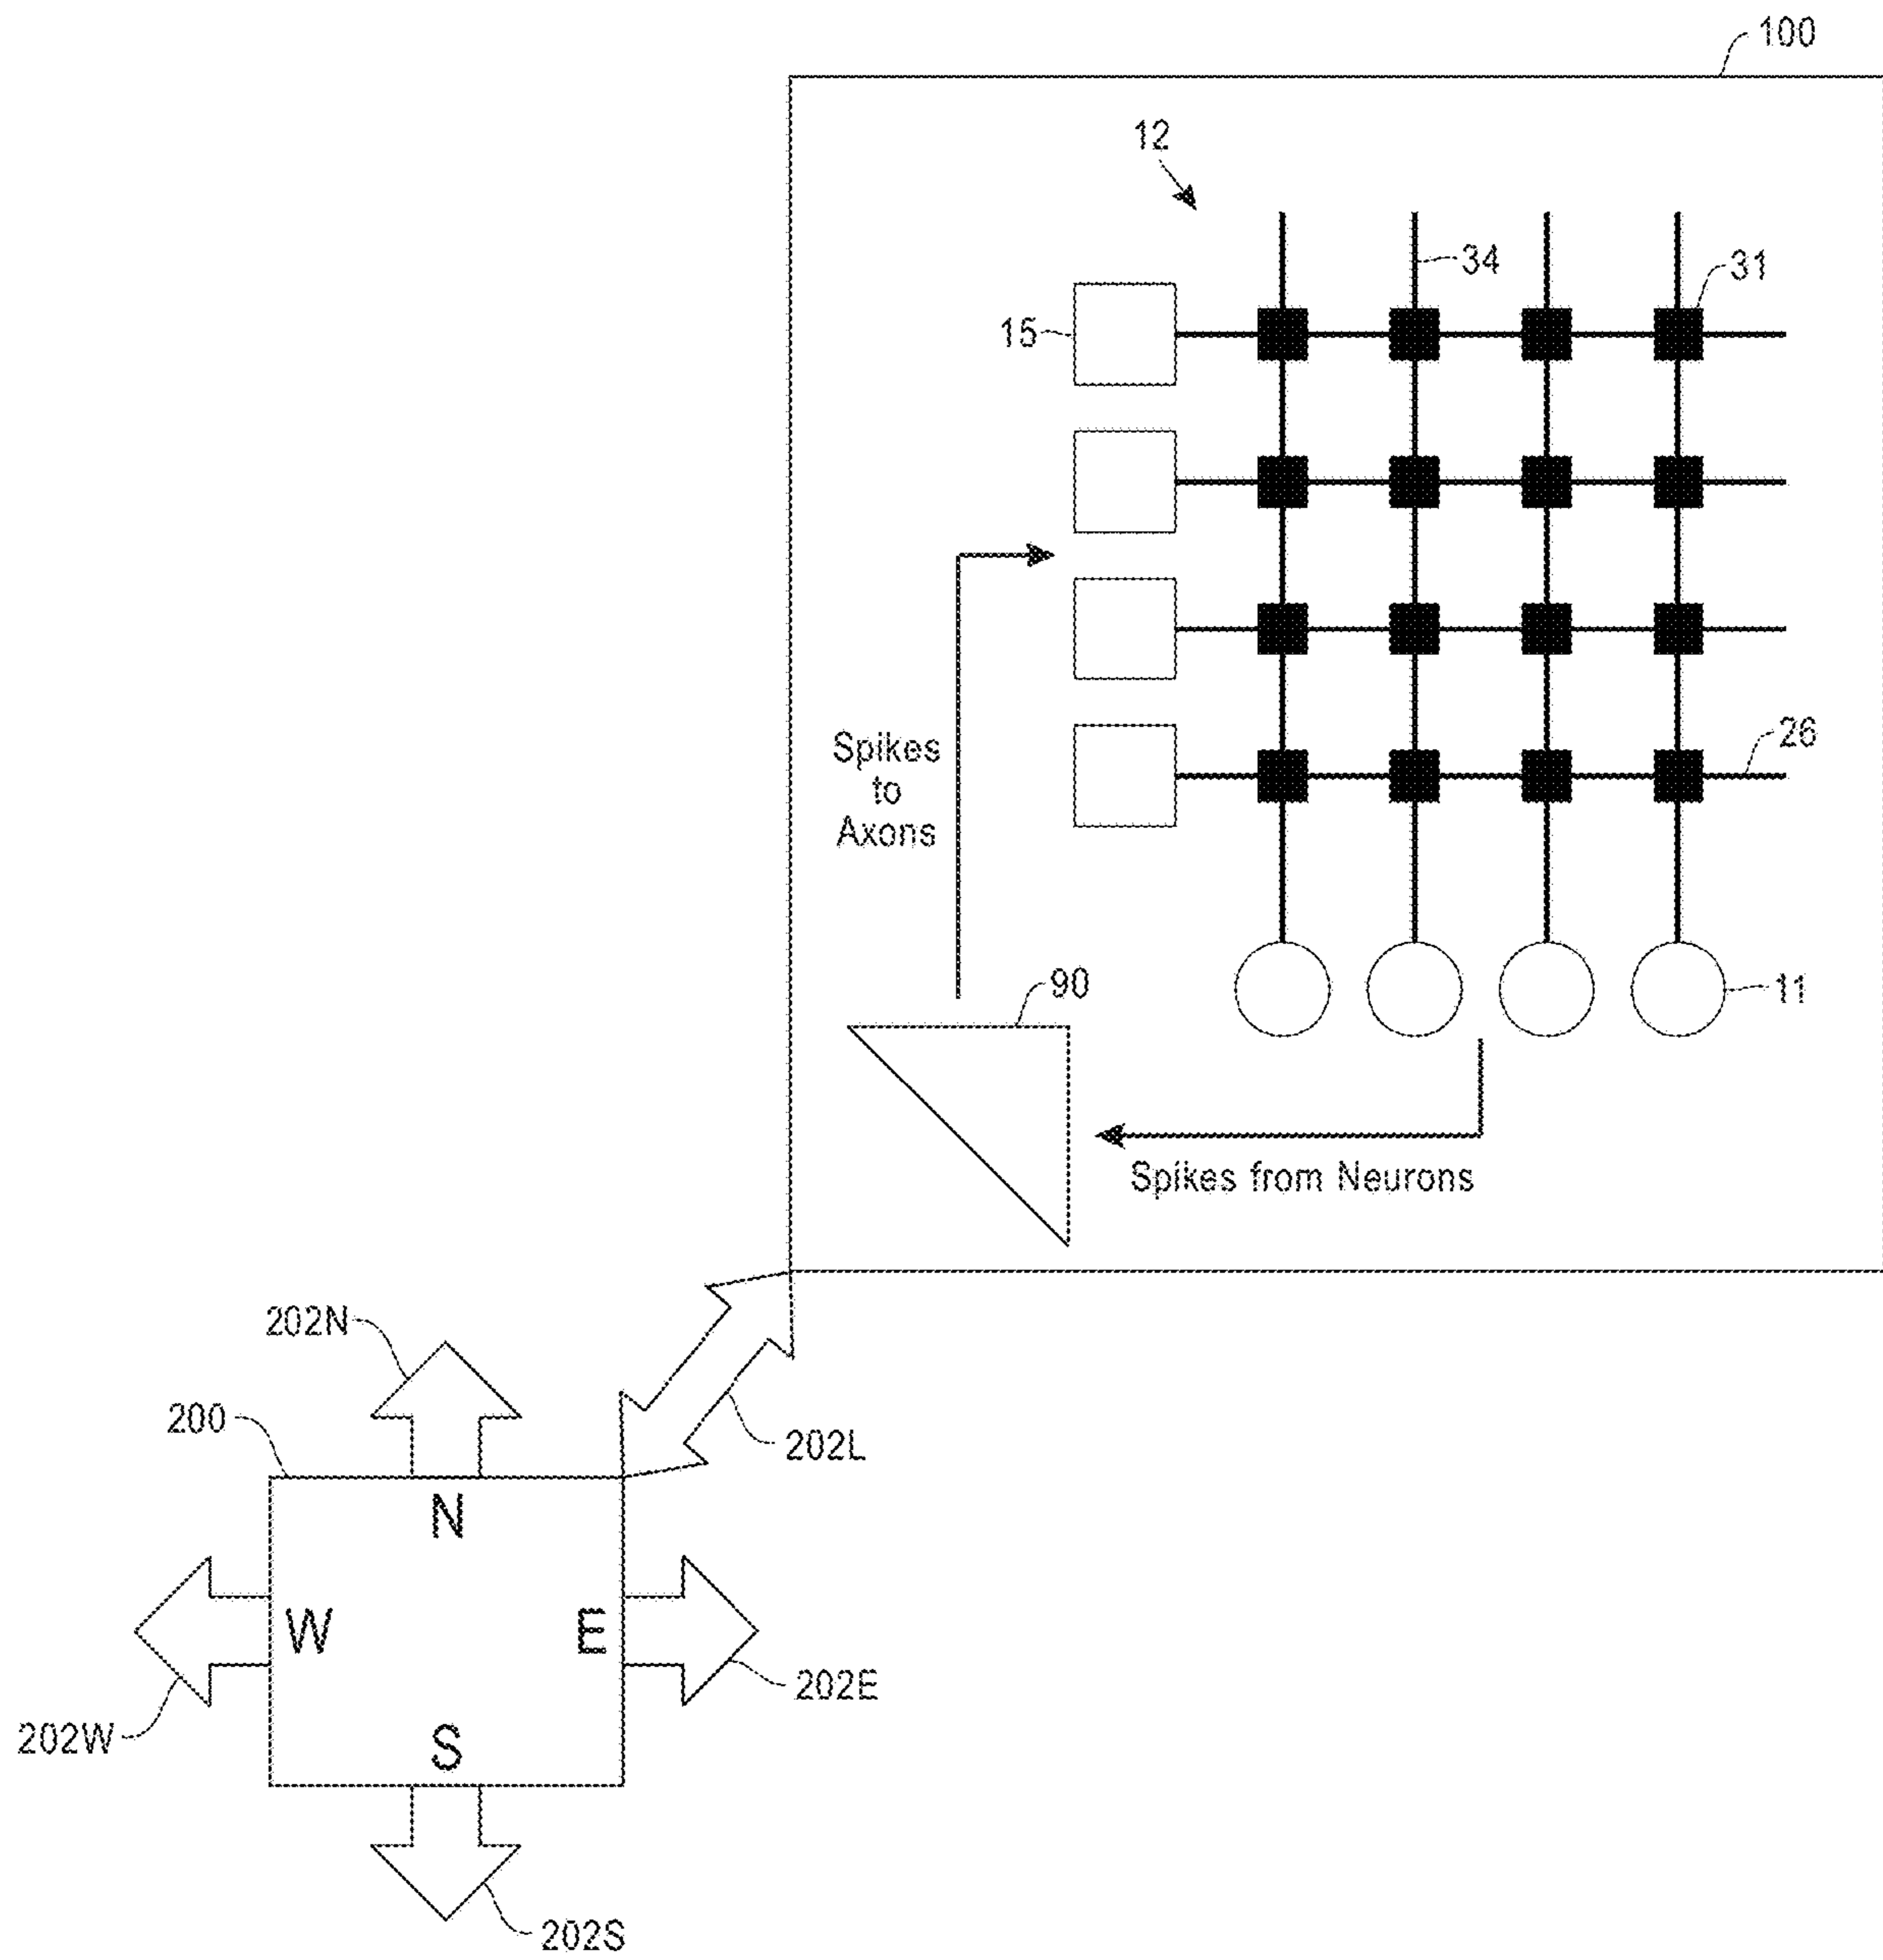 100
12
34
31
15
26
Spikes
to
Axons
90
11
Spikes from Neurons
202N
200
202L
N
W
E
202E
202W
S
202S